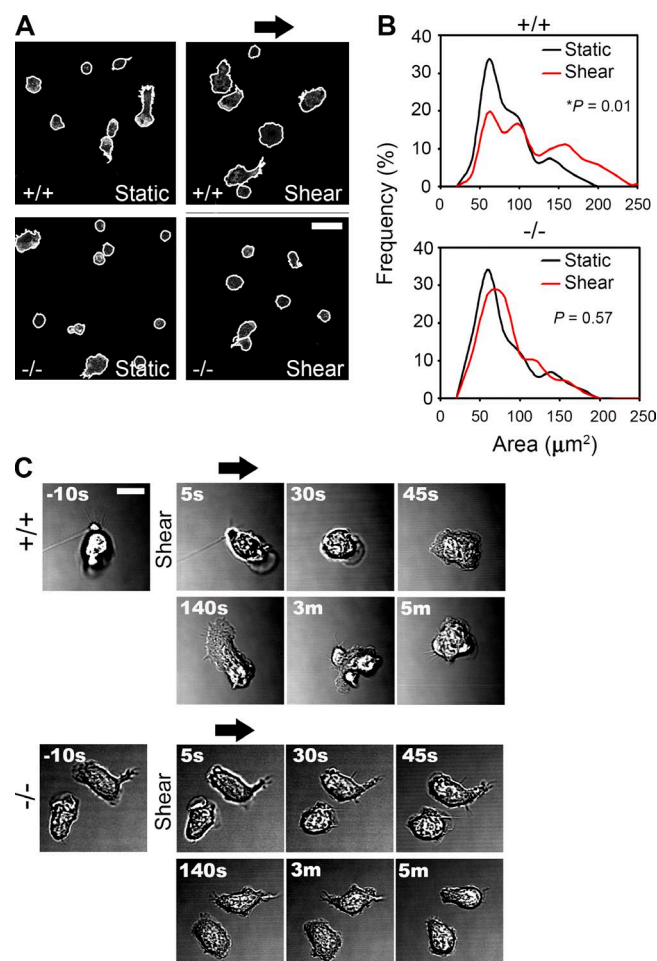 A
+/+
Static
+/+
Shear
-/-
Static
-/-
Shear
B
+/+
Static
Shear
*P = 0.01
40
30
20
10
0
0 50 100 150 200 250
-/-
Static
Shear
P = 0.57
40
30
20
10
0
0 50 100 150 200 250
Frequency (%)
Area (μm²)
C
+/+
-10s
Shear
5s
30s
45s
140s
3m
5m
-/-
-10s
Shear
5s
30s
45s
140s
3m
5m